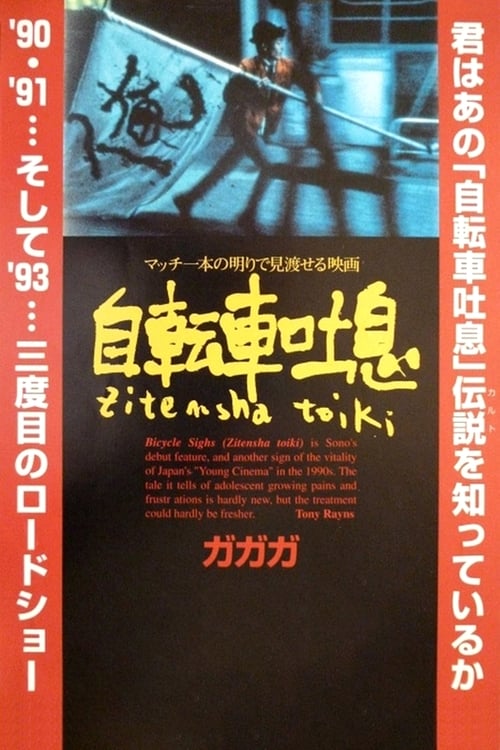 君はあの「自転車吐息」伝説を知っているか
カルト
'90・'91…そして'93…三度目のロードショー
マッチ一本の明りで見渡せる映画
自転車吐息
zitensha toiki
Bicycle Sighs (Zitensha toiki) is Sono's
debut feature, and another sign of the vitality
of Japan's "Young Cinema" in the 1990s. The
tale it tells of adolescent growing pains and
frustr ations is hardly new, but the treatment
could hardly be fresher. Tony Rayns
ガガガ